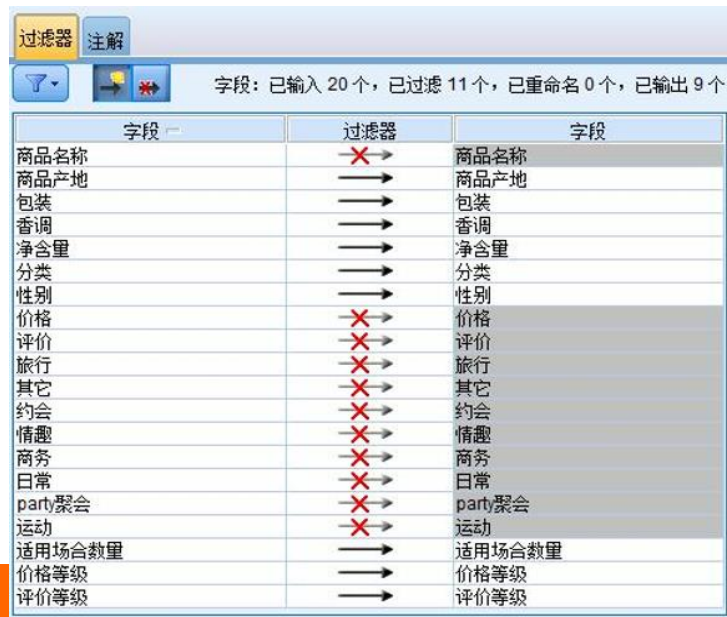 过滤器 注解
字段：已输入 20 个，已过滤 11 个，已重命名 0 个，已输出 9 个
字段 过滤器 字段
商品名称 商品名称
商品产地 商品产地
包装 包装
香调 香调
净含量 净含量
分类 分类
性别 性别
价格 价格
评价 评价
旅行 旅行
其它 其它
约会 约会
情趣 情趣
商务 商务
日常 日常
party聚会 party聚会
运动 运动
适用场合数量 适用场合数量
价格等级 价格等级
评价等级 评价等级